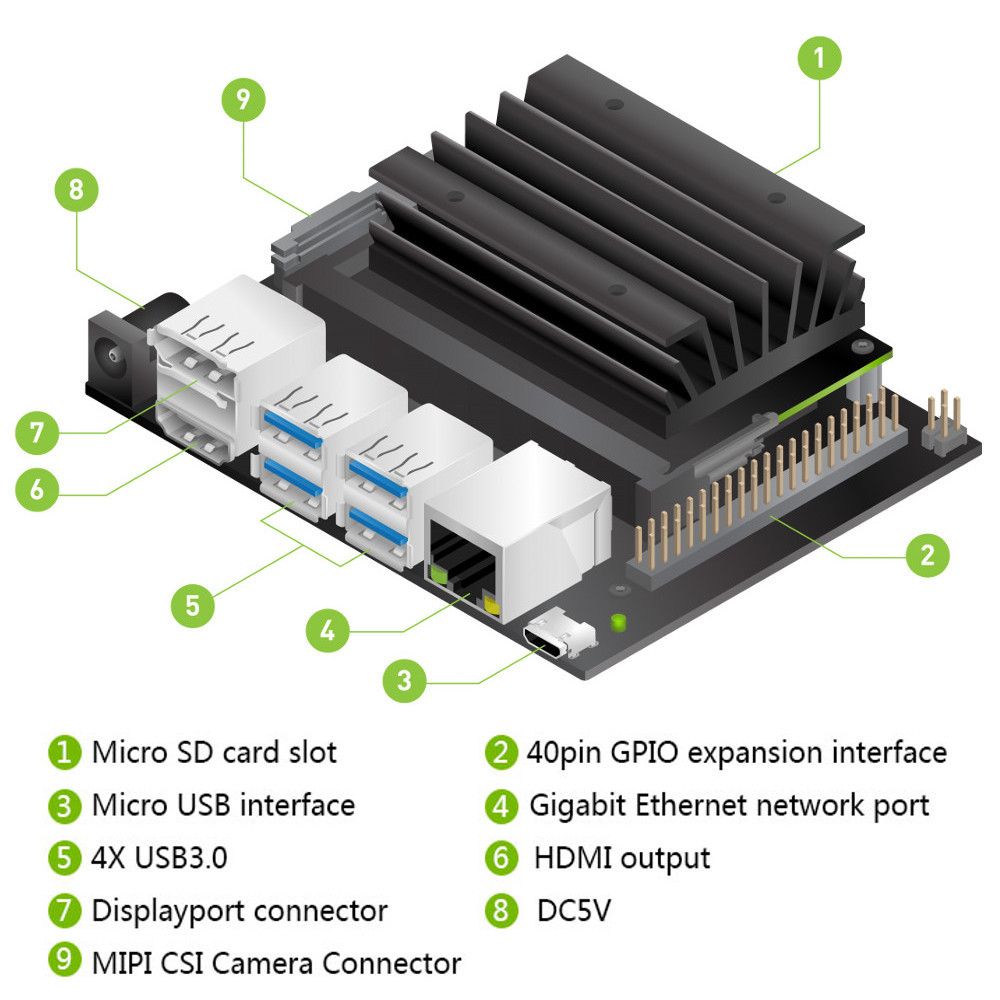 1
9
8
7
6
2
5
4
3
1 Micro SD card slot
2 40pin GPIO expansion interface
3 Micro USB interface
4 Gigabit Ethernet network port
5 4X USB3.0
6 HDMI output
7 Displayport connector
8 DC5V
9 MIPI CSI Camera Connector